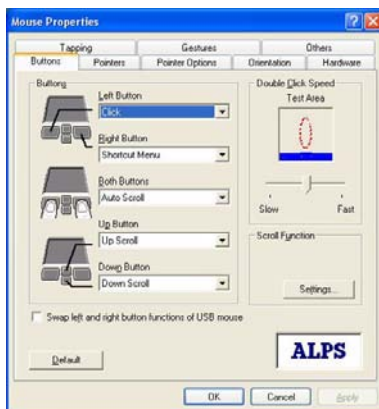 Mouse Properties
Tapping Gestures Others
Buttons Pointers Pointer Options Orientation Hardware
Buttons
Left Button
Click
Right Button
Shortcut Menu
Both Buttons
Auto Scroll
Up Button
Up Scroll
Down Button
Down Scroll
Double Click Speed
Test Area
Slow Fast
Scroll Function
Settings...
Swap left and right button functions of USB mouse
Default
ALPS
OK Cancel Apply